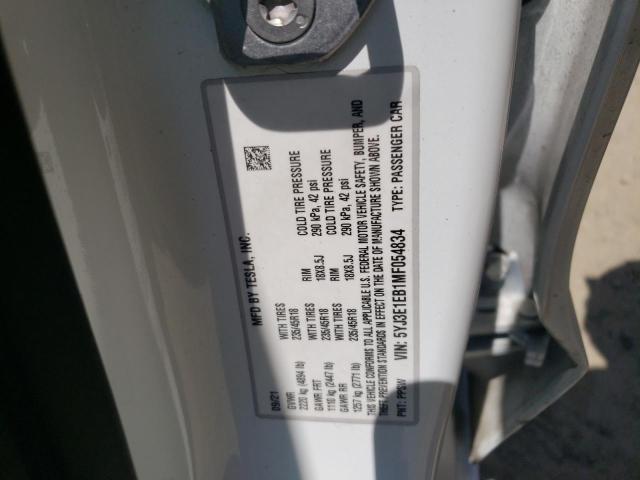 MFD BY TESLA, INC.
09/21
GVWR
2220 kg (4894 lb)
WITH TIRES
235/45R18
RIM
18X8.5J
COLD TIRE PRESSURE
290 kPa, 42 psi
GAWR FRT
1110 kg (2447 lb)
WITH TIRES
235/45R18
RIM
18X8.5J
COLD TIRE PRESSURE
290 kPa, 42 psi
GAWR RR
1257 kg (2771 lb)
WITH TIRES
235/45R18
RIM
18X8.5J
COLD TIRE PRESSURE
290 kPa, 42 psi
THIS VEHICLE CONFORMS TO ALL APPLICABLE U.S. FEDERAL MOTOR VEHICLE SAFETY, BUMPER, AND
THEFT PREVENTION STANDARDS IN EFFECT ON THE DATE OF MANUFACTURE SHOWN ABOVE.
PNT: PPSW VIN: 5YJ3E1EB1MF054834 TYPE: PASSENGER CAR